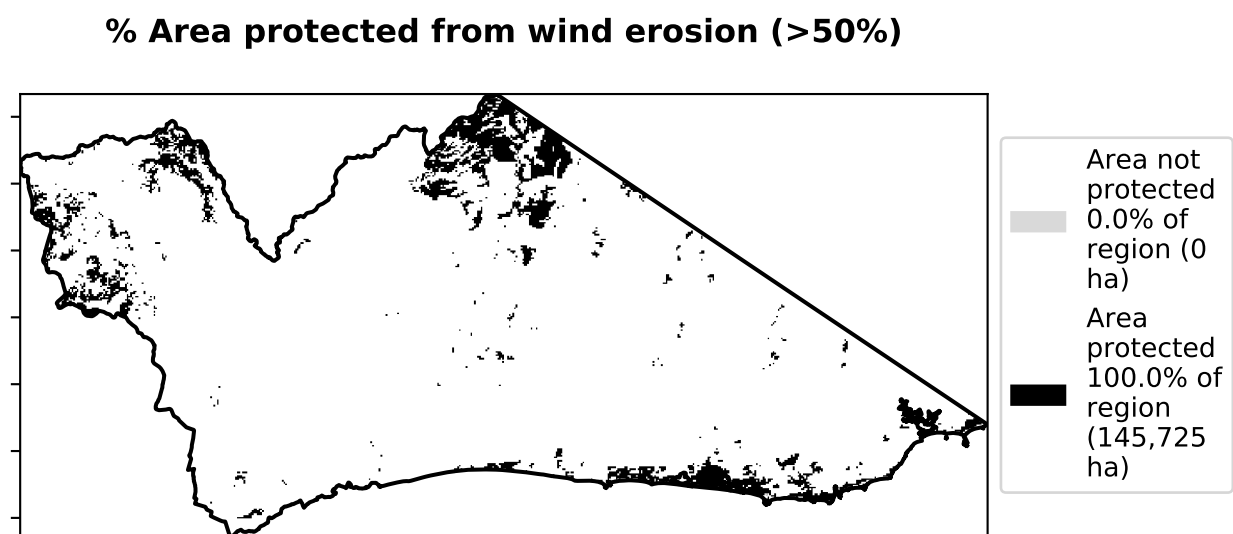 % Area protected from wind erosion (>50%)
Area not
protected
0.0% of
region (0
ha)
Area
protected
100.0% of
region
(145,725
ha)